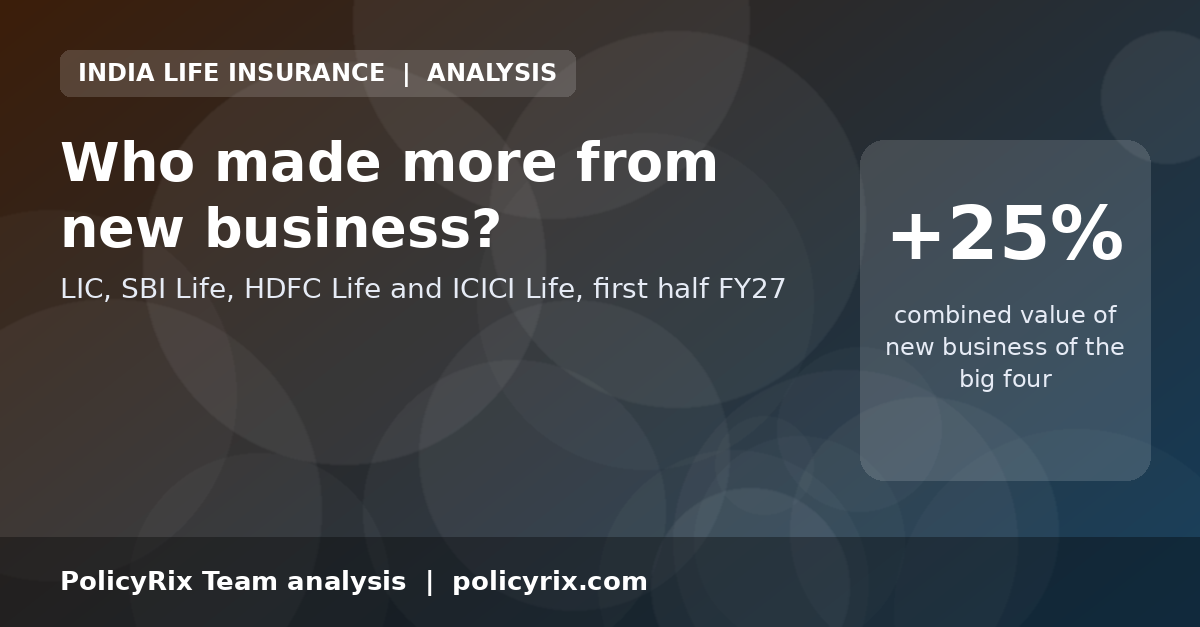 INDIA LIFE INSURANCE | ANALYSIS
Who made more from
new business?
LIC, SBI Life, HDFC Life and ICICI Life, first half FY27
+25%
combined value of
new business of the
big four
PolicyRix Team analysis | policyrix.com